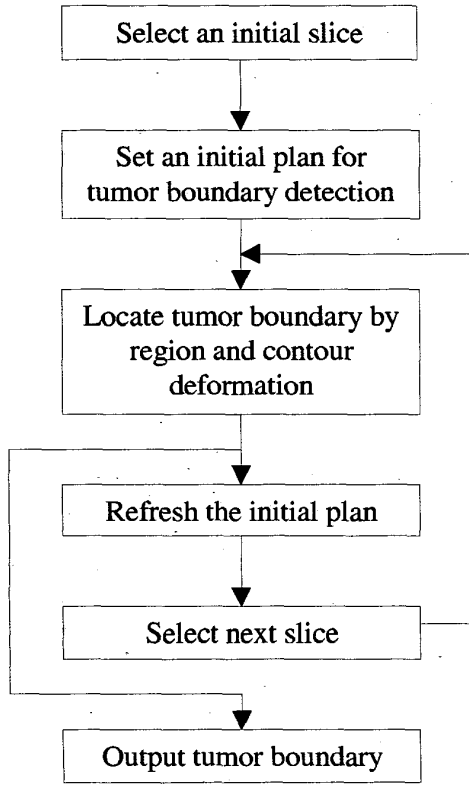 Select an initial slice
Set an initial plan for
tumor boundary detection
Locate tumor boundary by
region and contour
deformation
Refresh the initial plan
Select next slice
Output tumor boundary